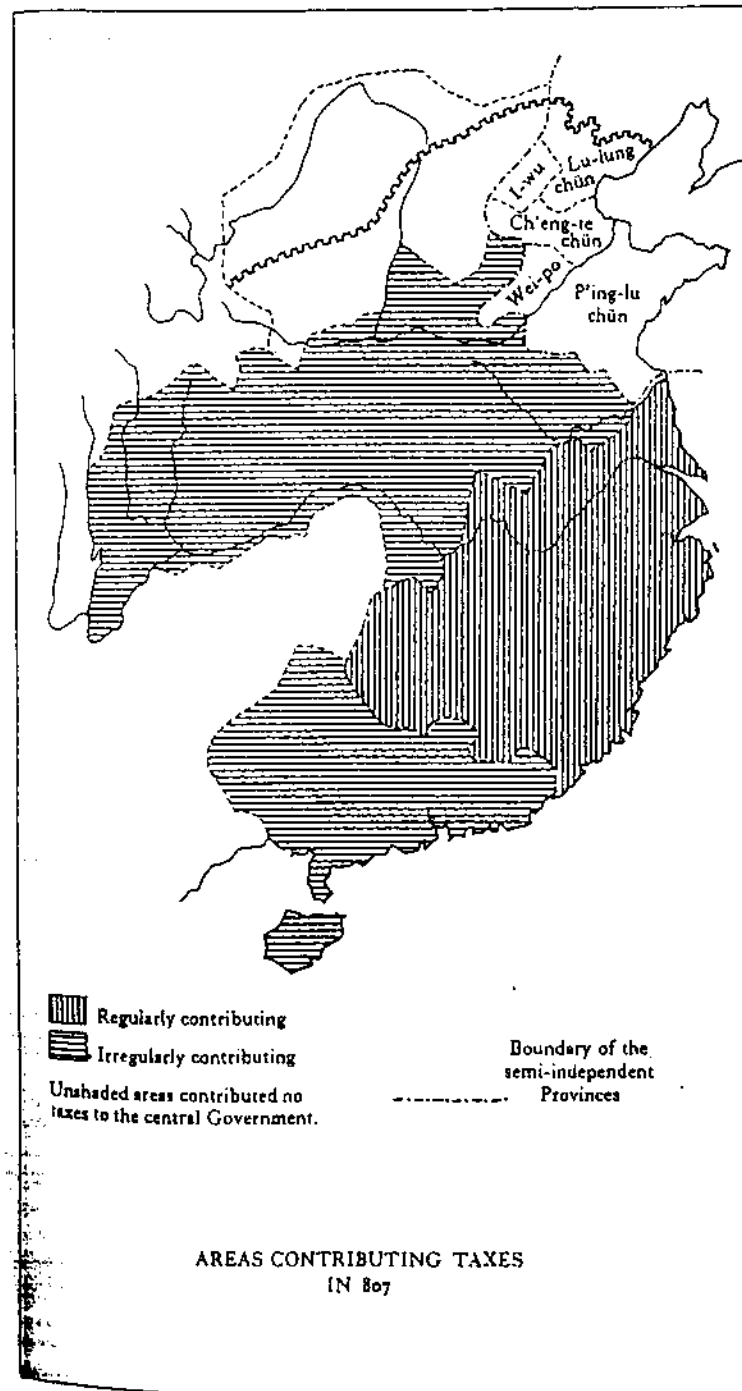 I-wu
Lu-lung
chün
Ch'eng-te
chün
Wei-po
P'ing-lu
chün
Regularly contributing
Irregularly contributing
Unshaded areas contributed no
taxes to the central Government.
Boundary of the
semi-independent
Provinces
AREAS CONTRIBUTING TAXES
IN 807